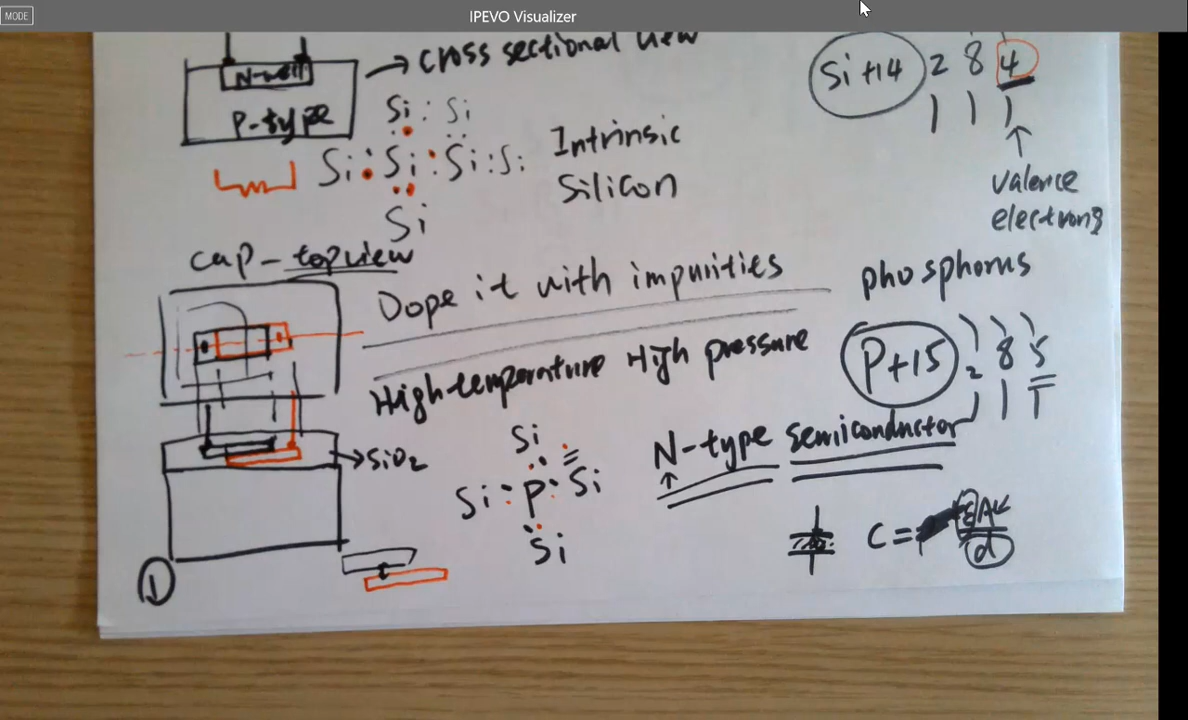 MODE
IPEVO Visualizer
N-well
P-type
cross sectional view
Si : Si
Si : Si : Si : Si
Si
Intrinsic
Silicon
Si +14 2 8 4
valence
electrons
cap - top view
Dope it with impurities
High-temperature High pressure
phosphorus
P+15 2 8 5
SiO2
Si
Si : P : Si
Si
N-type semiconductor
C = εAK
d
1